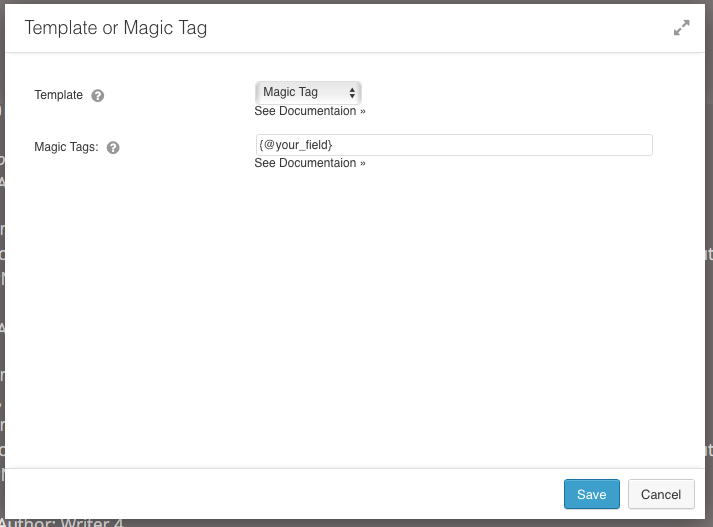 Template or Magic Tag
Template
Magic Tag
See Documentaion »
Magic Tags:
{@your_field}
See Documentaion »
Save
Cancel
Author: Writer 4